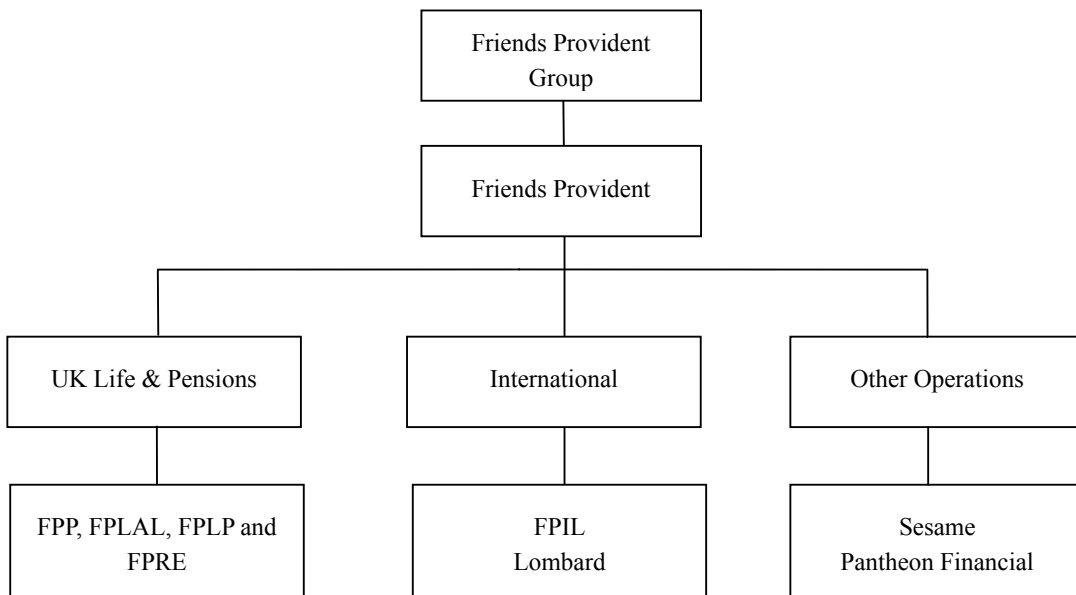 Friends Provident
Group
Friends Provident
UK Life & Pensions
International
Other Operations
FPP, FPLAL, FPLP and
FPRE
FPIL
Lombard
Sesame
Pantheon Financial